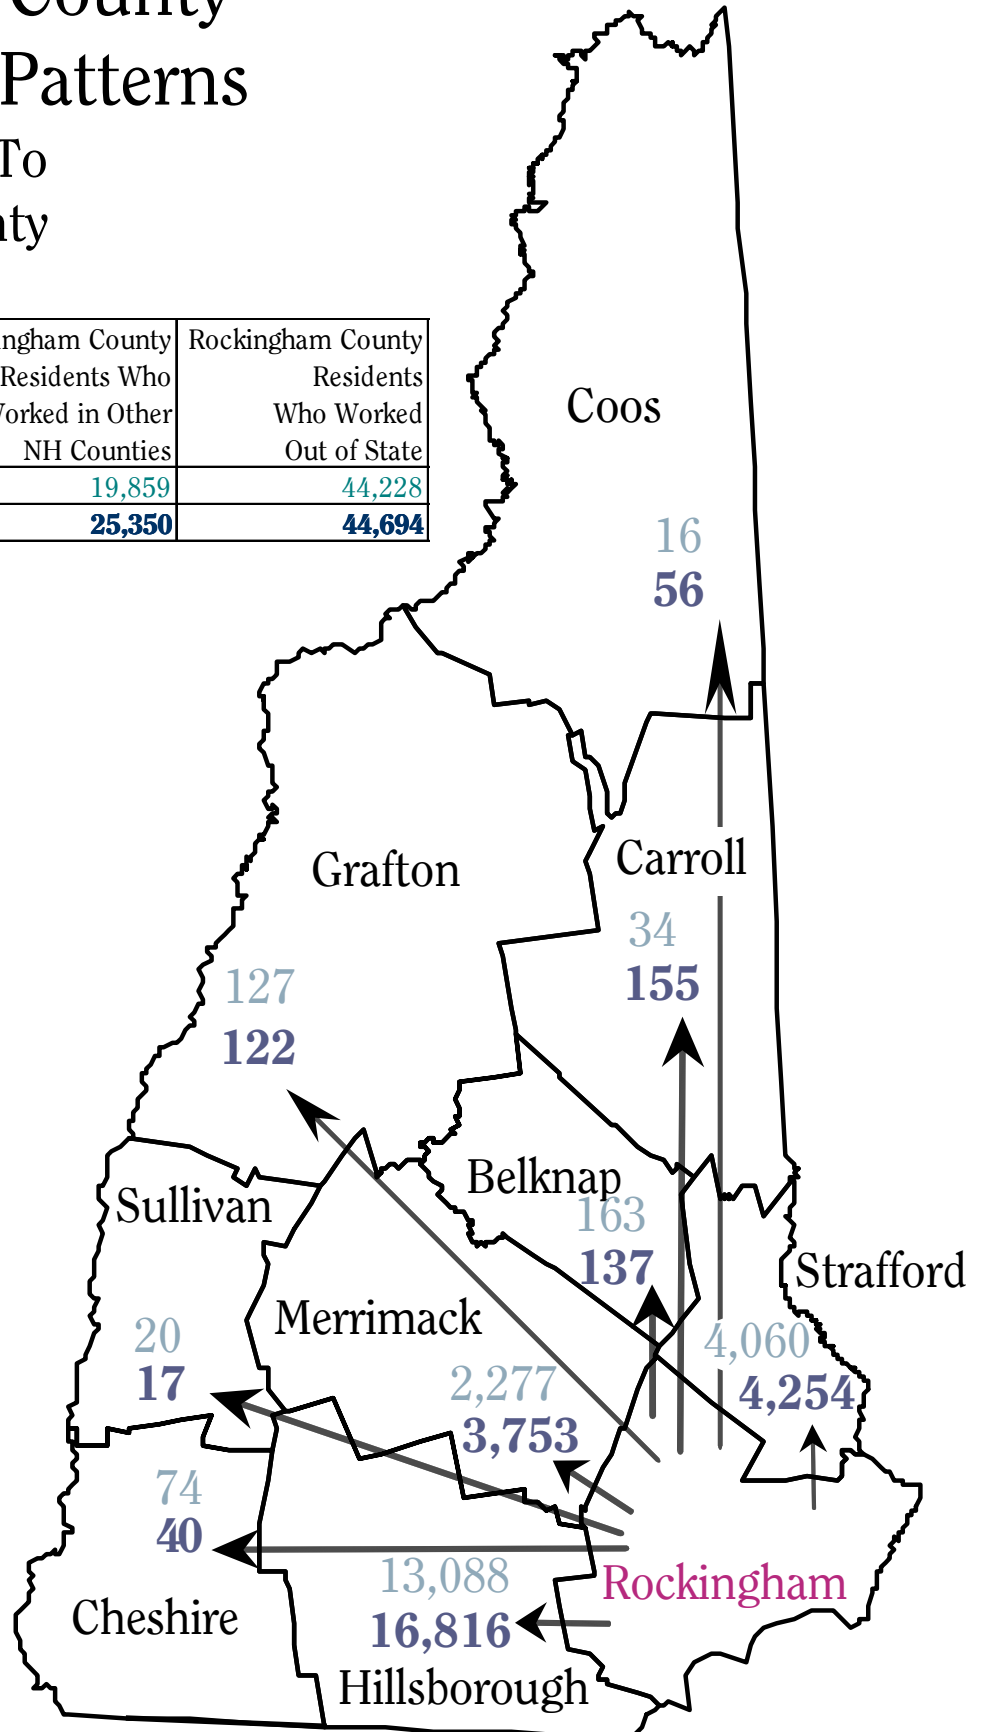 County
Patterns
To
nty
ngham County
Residents Who
Worked in Other
NH Counties
Rockingham County
Residents
Who Worked
Out of State
19,859
44,228
25,350
44,694
Coos
16
56
Grafton
Carroll
34
155
127
122
Belknap
163
137
Sullivan
Strafford
Merrimack
20
17
4,060
4,254
2,277
3,753
74
40
13,088
16,816
Rockingham
Cheshire
Hillsborough